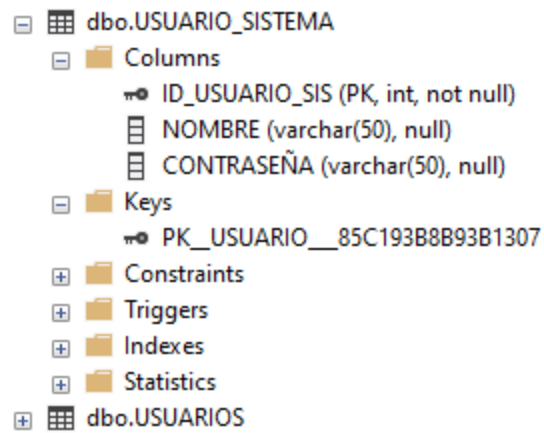 dbo.USUARIO_SISTEMA
Columns
ID_USUARIO_SIS (PK, int, not null)
NOMBRE (varchar(50), null)
CONTRASEÑA (varchar(50), null)
Keys
PK__USUARIO___85C193B8B93B1307
Constraints
Triggers
Indexes
Statistics
dbo.USUARIOS